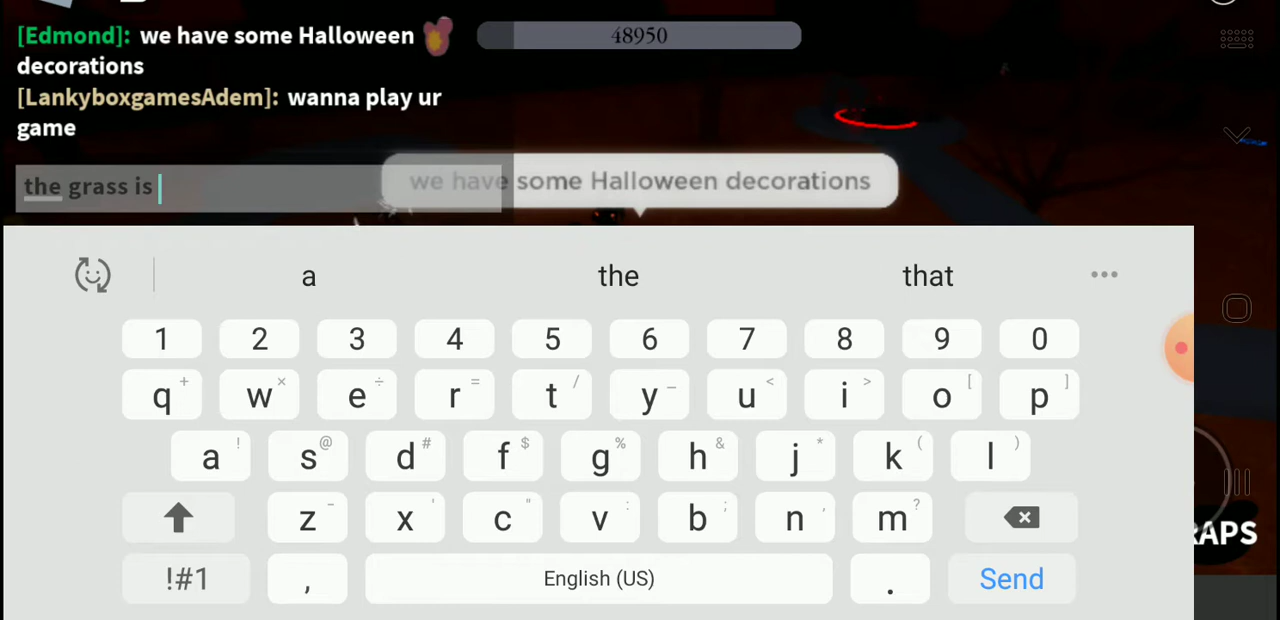 [Edmond]: we have some Halloween
decorations
48950
[LankyboxgamesAdem]: wanna play ur
game
the grass is
we have some Halloween decorations
a the that
1 2 3 4 5 6 7 8 9 0
q + w × e ÷ r = t / y _ u < i > o [ p ]
a ! s @ d # f $ g % h & j * k ( l )
z - x ' c " v : b ; n , m ?
!#1 , English (US) . Send